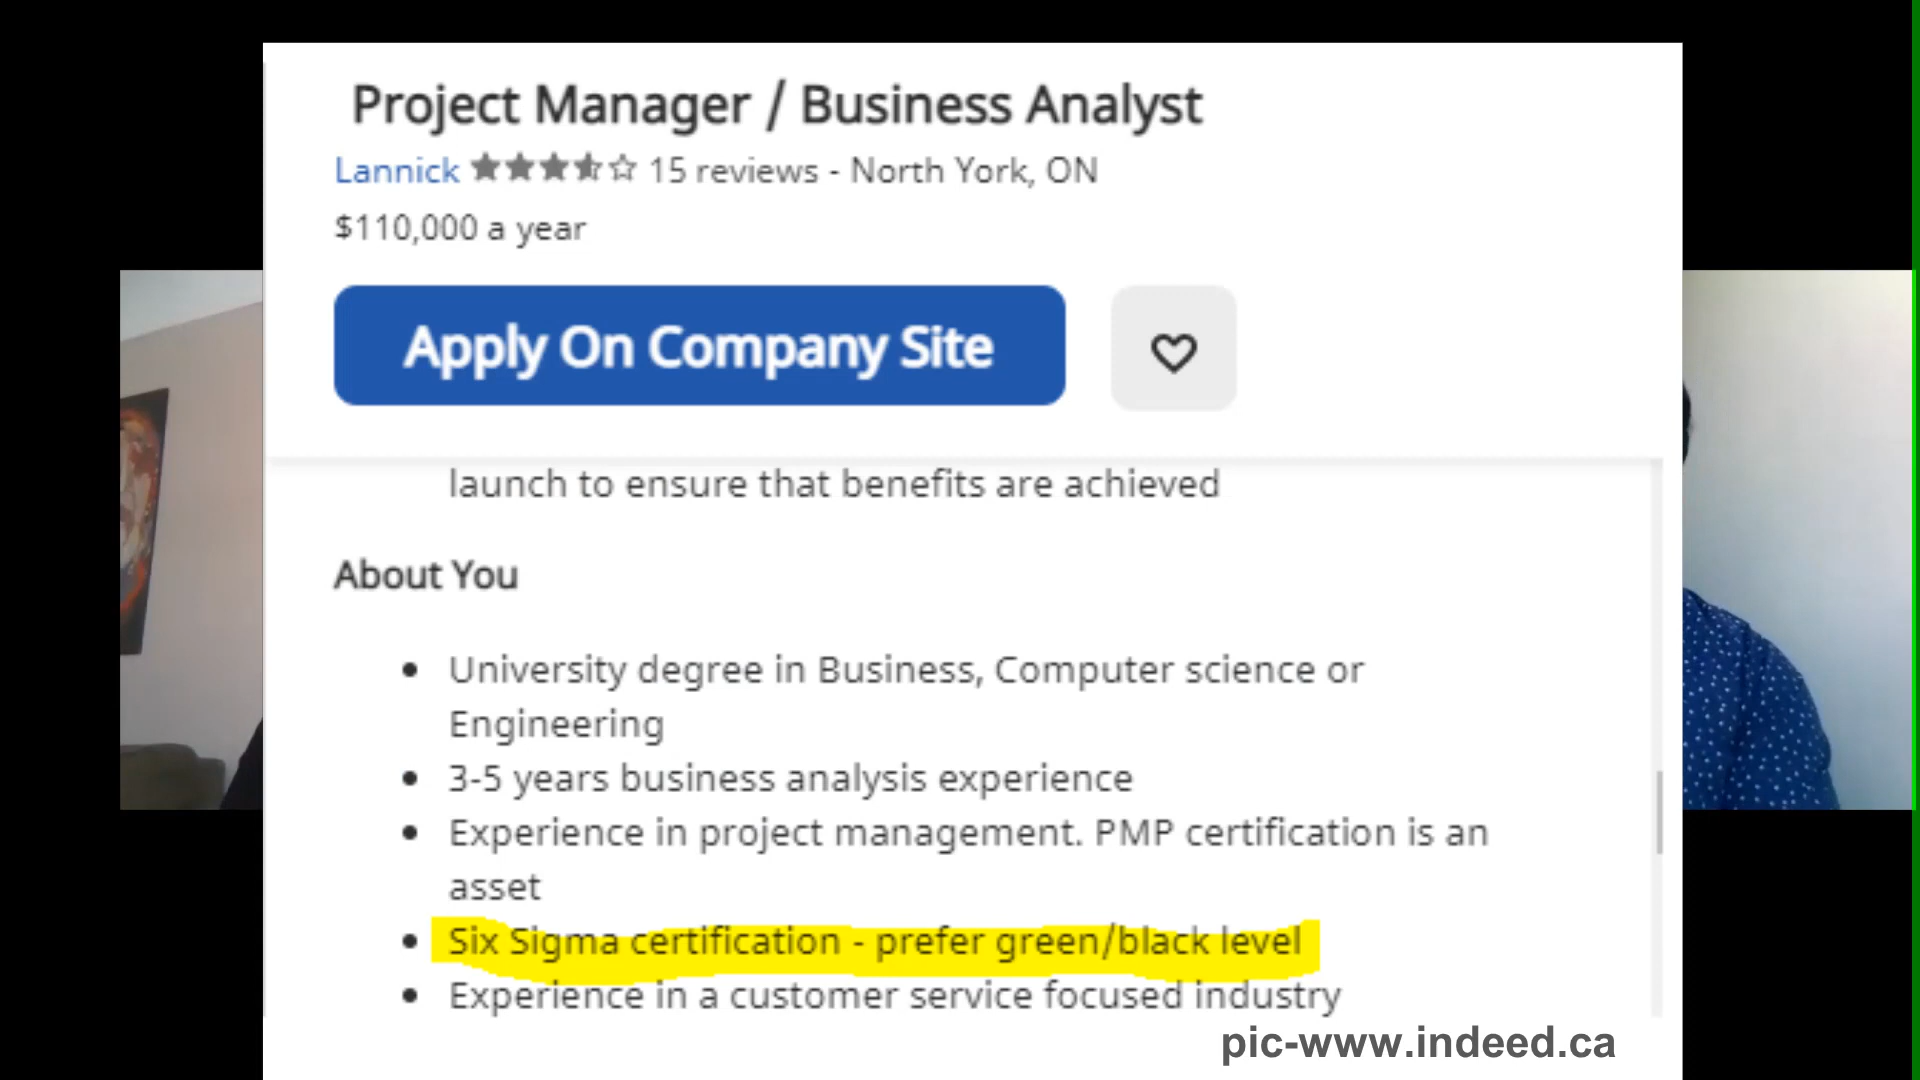 Project Manager / Business Analyst
Lannick 15 reviews - North York, ON
$110,000 a year
Apply On Company Site
launch to ensure that benefits are achieved
About You
University degree in Business, Computer science or
Engineering
3-5 years business analysis experience
Experience in project management. PMP certification is an
asset
Six Sigma certification - prefer green/black level
Experience in a customer service focused industry
pic-www.indeed.ca